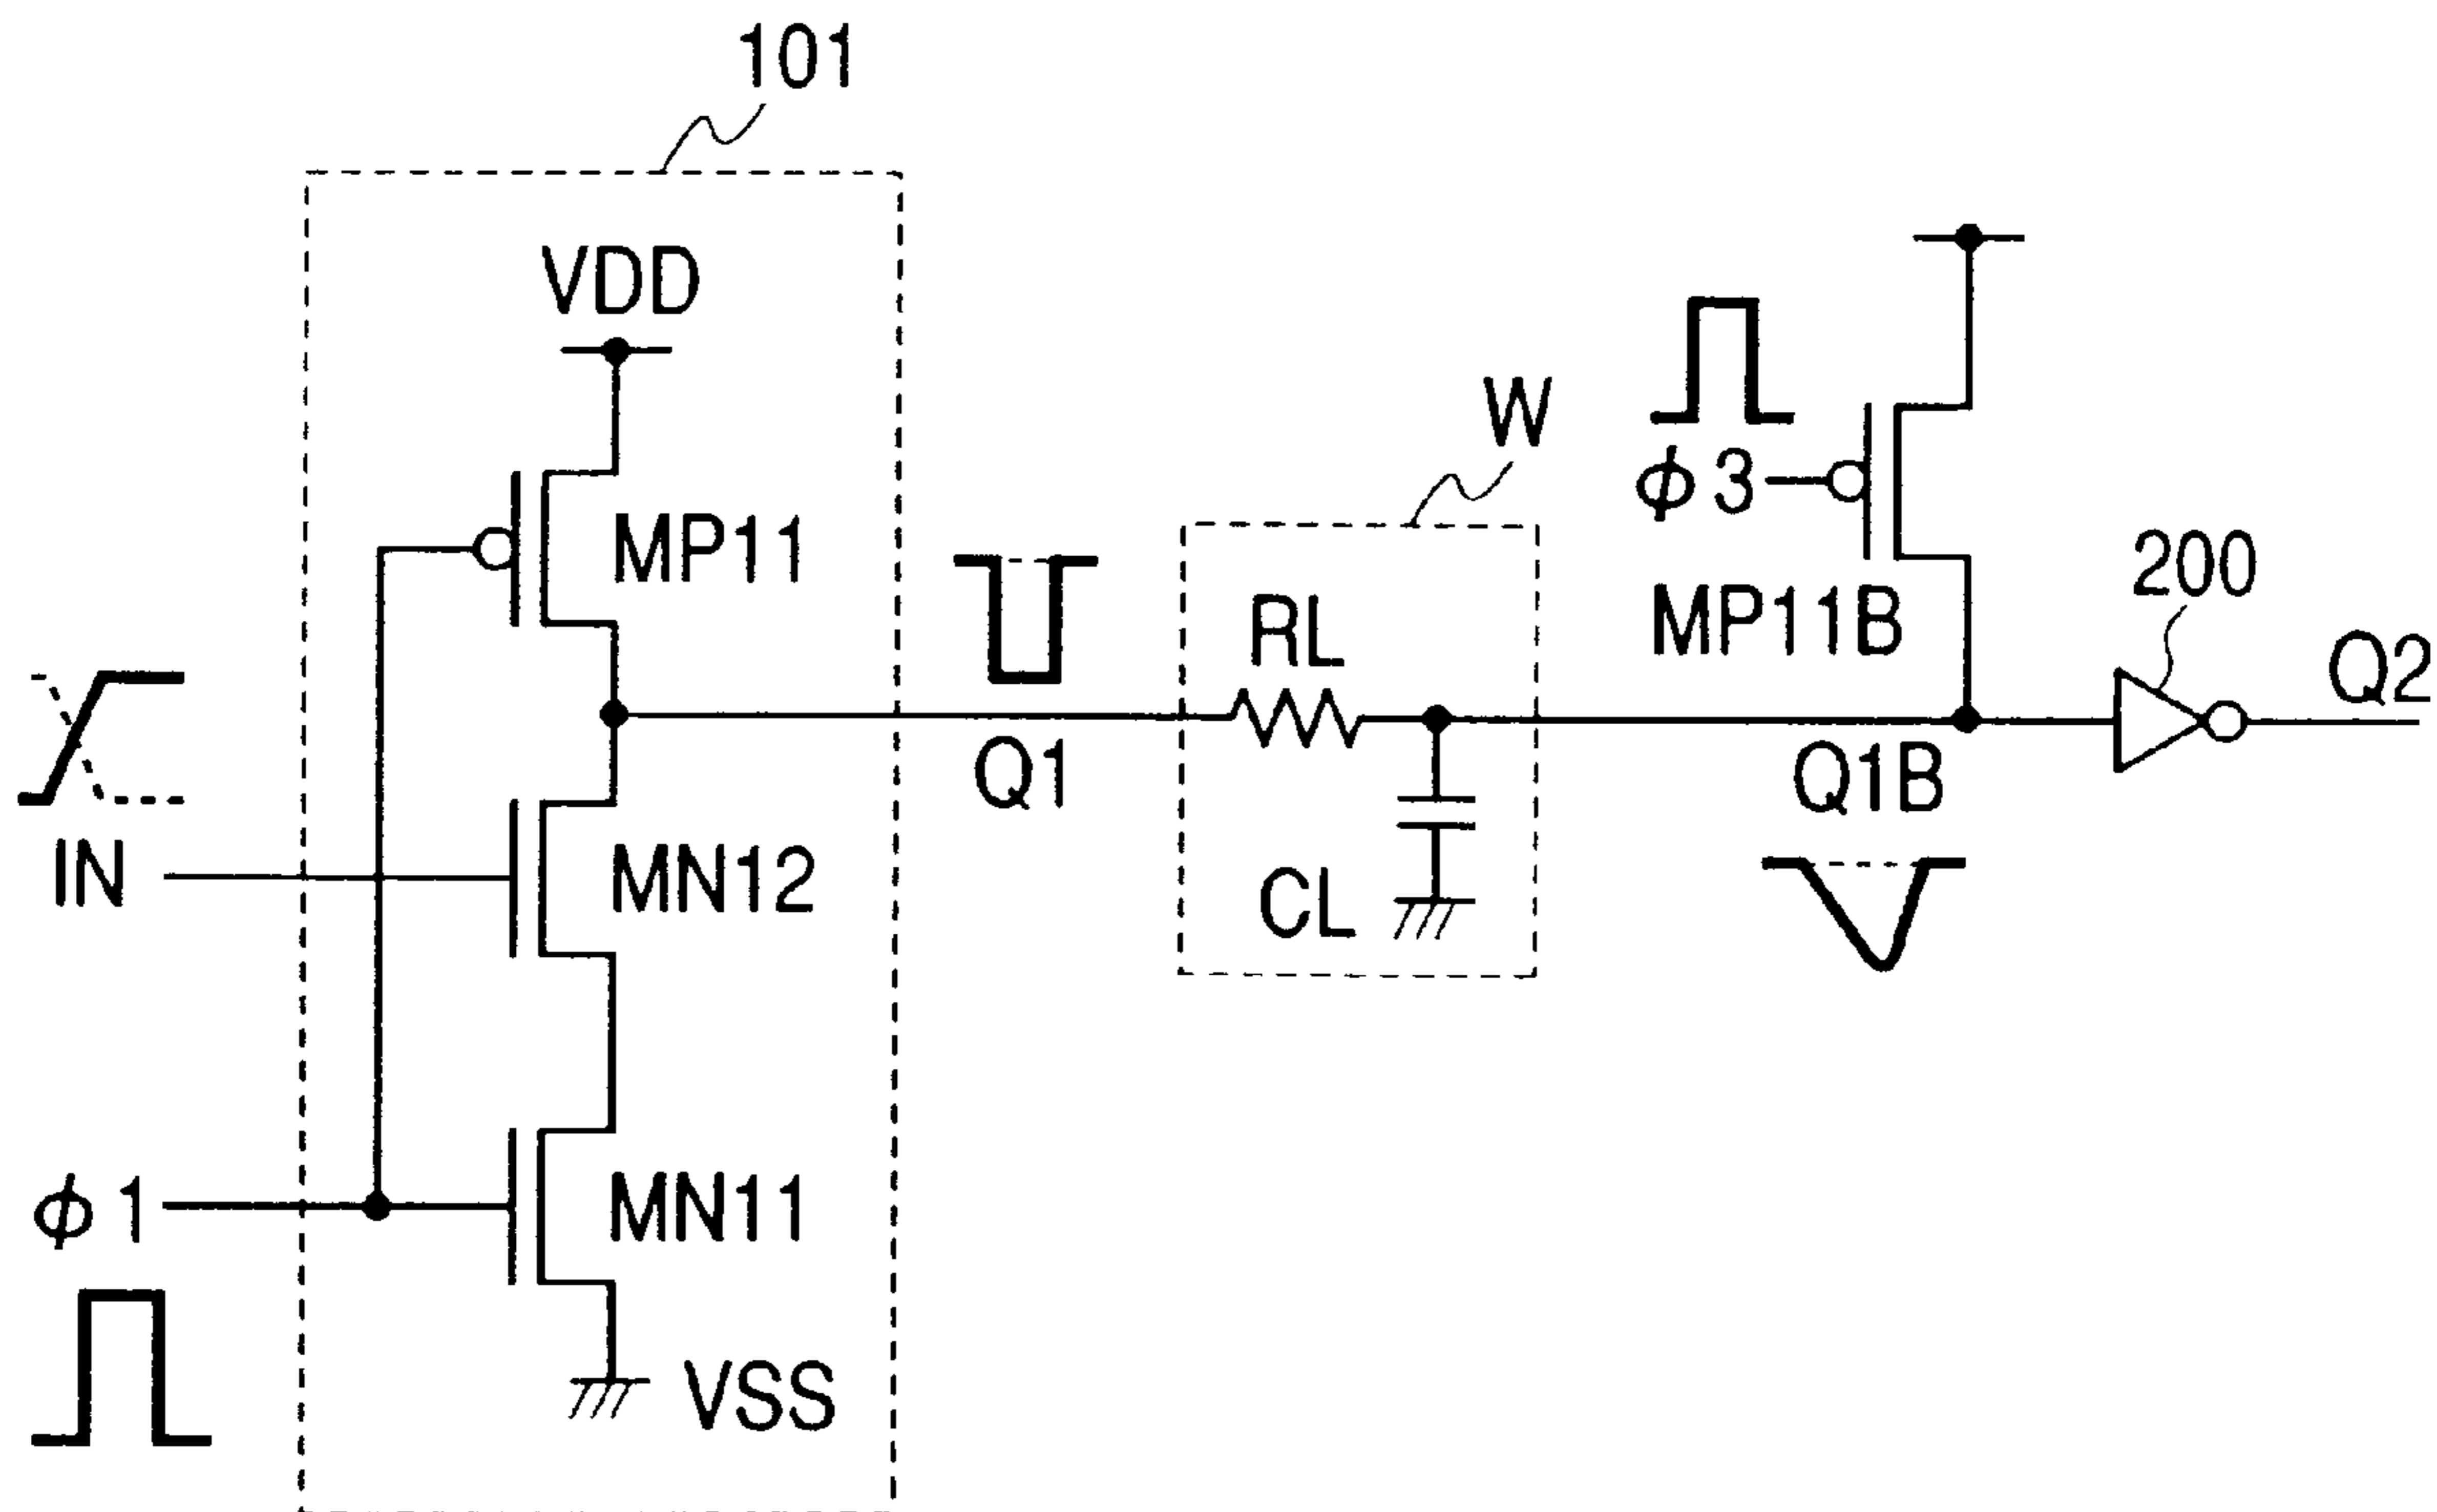 101
VDD
W
MP11
φ3
200
RL
MP11B
Q2
Q1
Q1B
IN
MN12
CL
φ1
MN11
VSS